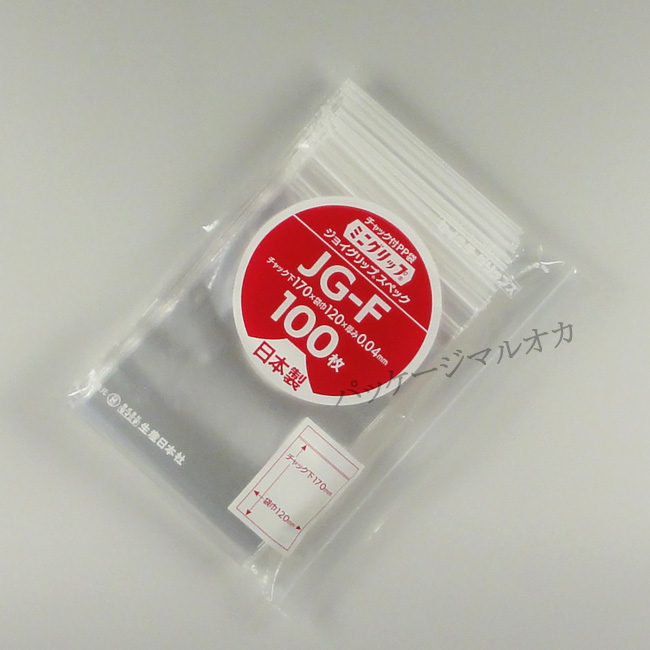 チャック付PP袋
ミニグリップ®
ジョイグリップ®スペック
JG-F
チャック下170×袋巾120×厚み0.04mm
100枚
日本製
パッケージマルオカ
生産日本社
チャック下170mm
袋巾120mm